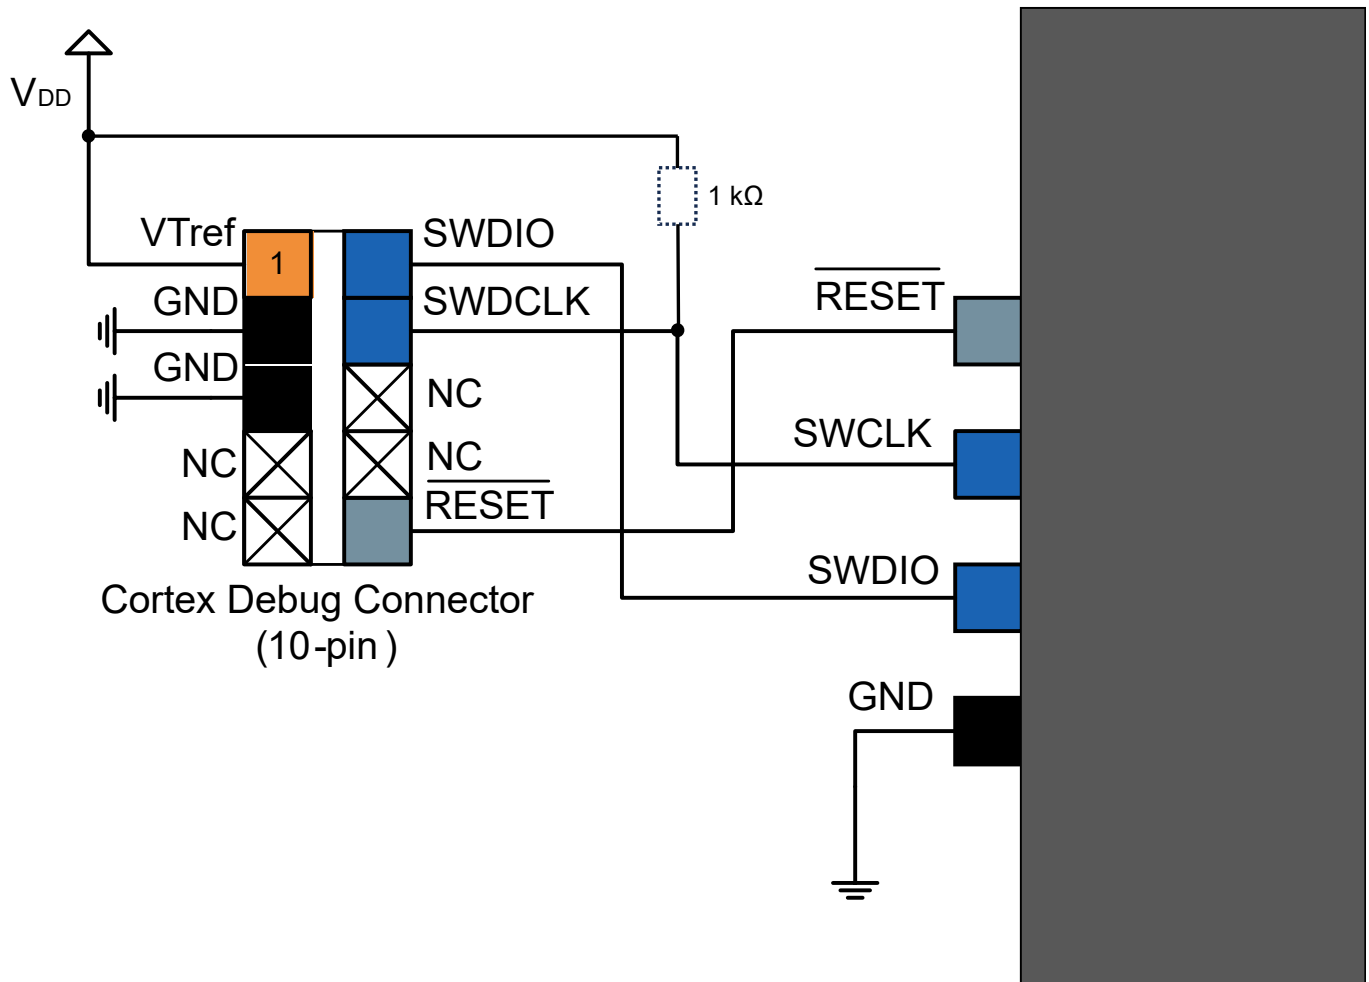 VDD
1 kΩ
VTref
1
SWDIO
GND
SWDCLK
GND
NC
NC
NC
NC
RESET
Cortex Debug Connector
(10-pin )
RESET
SWCLK
SWDIO
GND